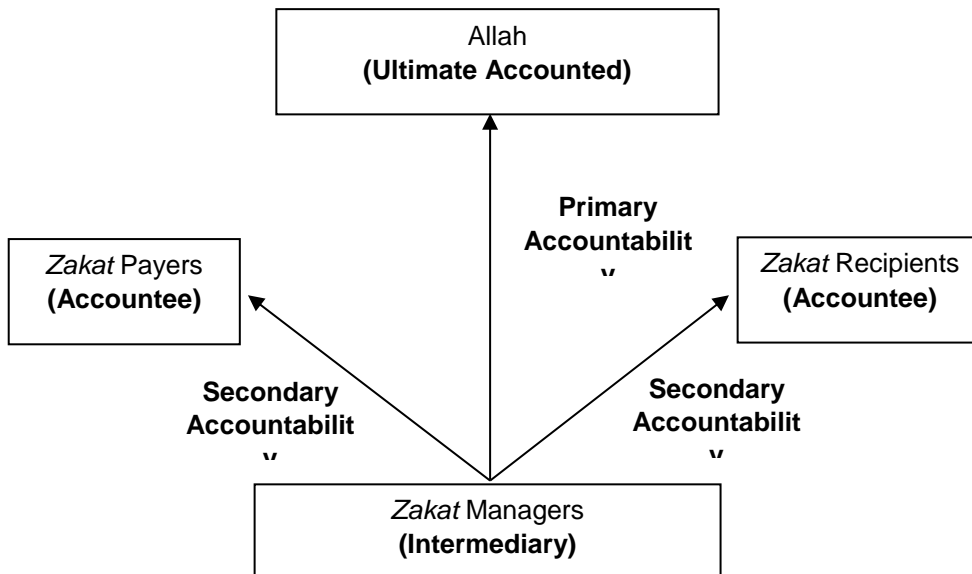 Allah
(Ultimate Accounted)
Primary
Accountabilit
y
Zakat Payers
(Accountee)
Zakat Recipients
(Accountee)
Secondary
Accountabilit
y
Secondary
Accountabilit
y
Zakat Managers
(Intermediary)